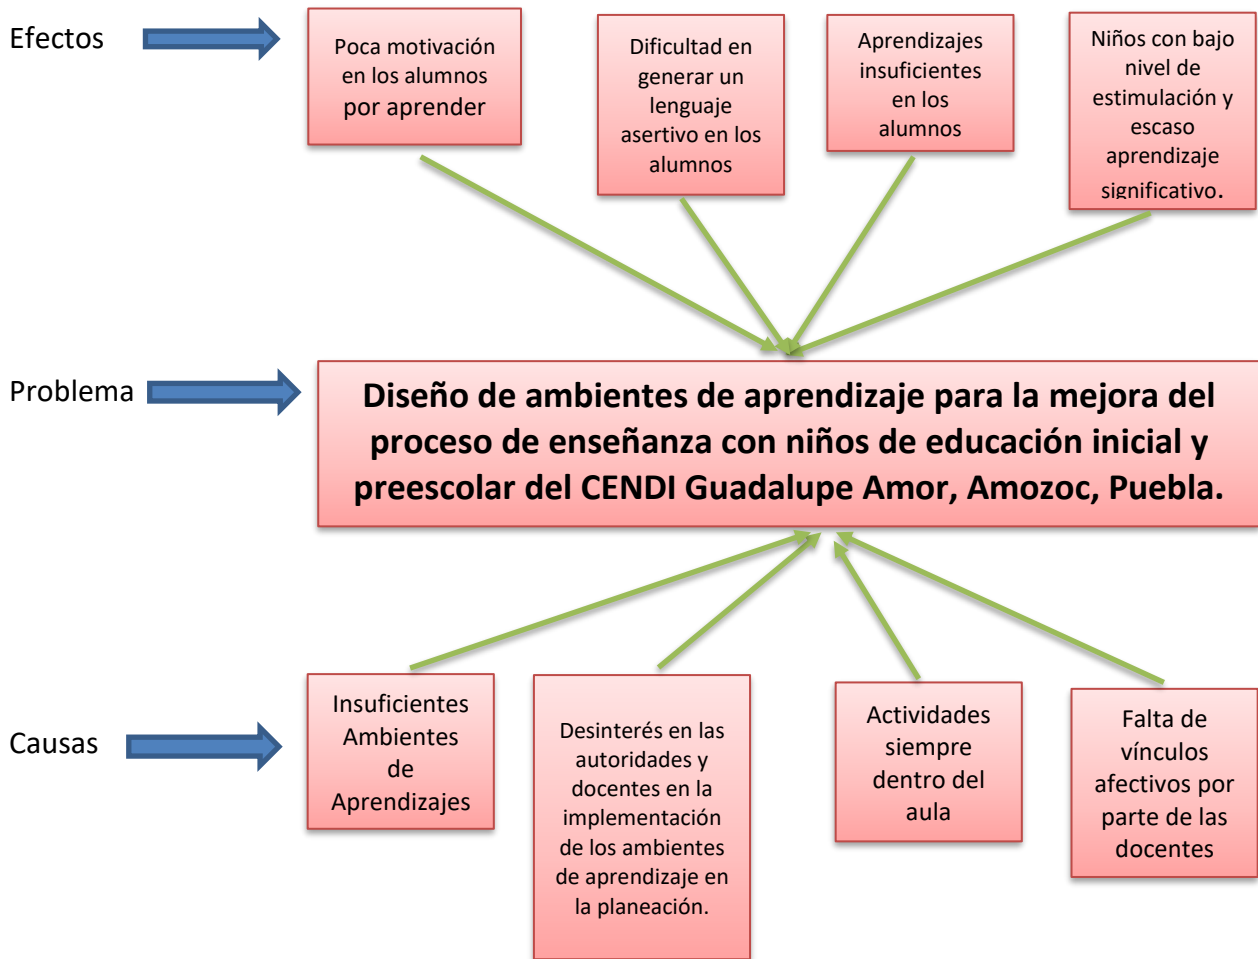 Efectos
Poca motivación
en los alumnos
por aprender
Dificultad en
generar un
lenguaje
asertivo en los
alumnos
Aprendizajes
insuficientes
en los
alumnos
Niños con bajo
nivel de
estimulación y
escaso
aprendizaje
significativo.
Problema
Diseño de ambientes de aprendizaje para la mejora del
proceso de enseñanza con niños de educación inicial y
preescolar del CENDI Guadalupe Amor, Amozoc, Puebla.
Causas
Insuficientes
Ambientes
de
Aprendizajes
Desinterés en las
autoridades y
docentes en la
implementación
de los ambientes
de aprendizaje en
la planeación.
Actividades
siempre
dentro del
aula
Falta de
vínculos
afectivos por
parte de las
docentes